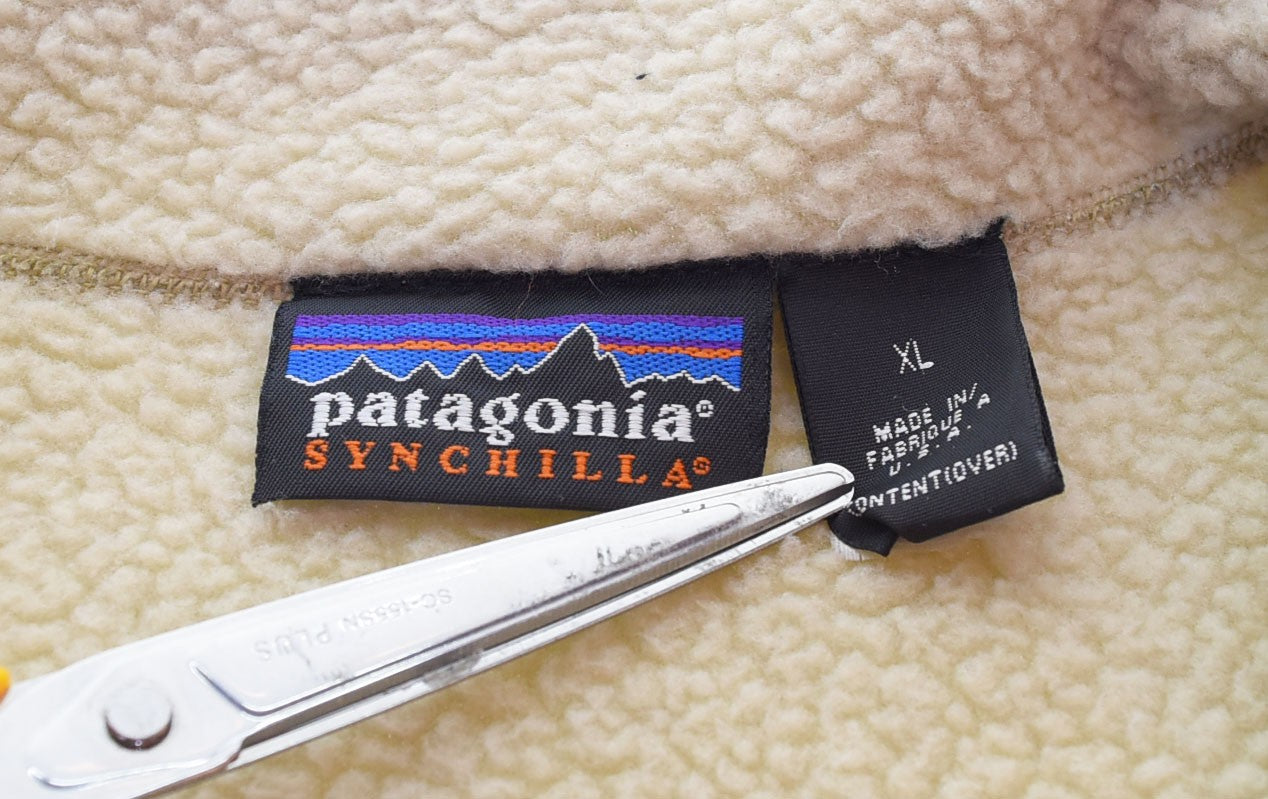 patagonia®
SYNCHILLA®
XL
MADE IN/
FABRIQUE A
U.S.A.
CONTENT(OVER)
SC-155SN PLUS